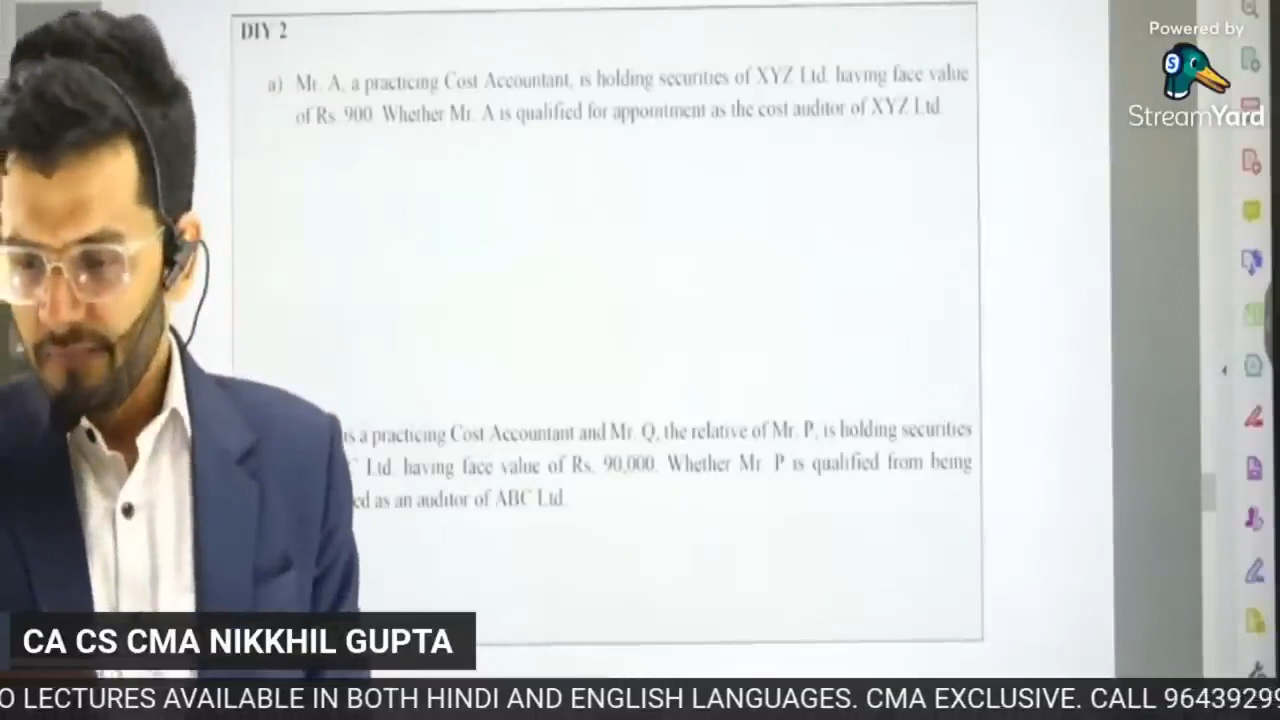 DIY 2
a) Mr. A, a practicing Cost Accountant, is holding securities of XYZ Ltd. having face value
of Rs. 900. Whether Mr. A is qualified for appointment as the cost auditor of XYZ Ltd.
is a practicing Cost Accountant and Mr. Q, the relative of Mr. P, is holding securities
Ltd. having face value of Rs. 90,000. Whether Mr. P is qualified from being
ed as an auditor of ABC Ltd.
Powered by
S
StreamYard
CA CS CMA NIKKHIL GUPTA
O LECTURES AVAILABLE IN BOTH HINDI AND ENGLISH LANGUAGES. CMA EXCLUSIVE. CALL 96439299